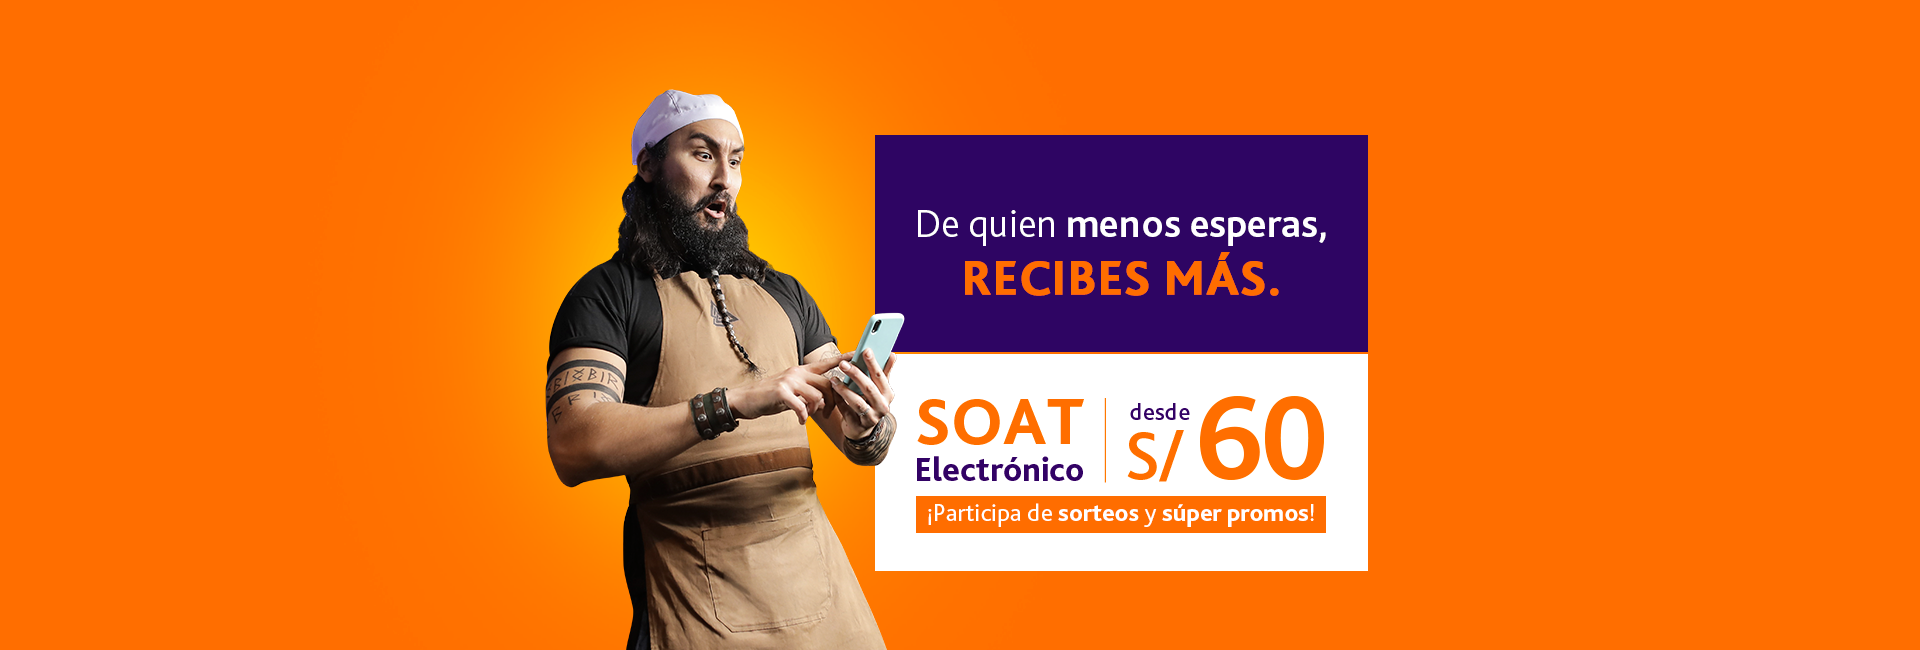 De quien menos esperas,
RECIBES MÁS.
SOAT
Electrónico
desde
S/ 60
¡Participa de sorteos y súper promos!